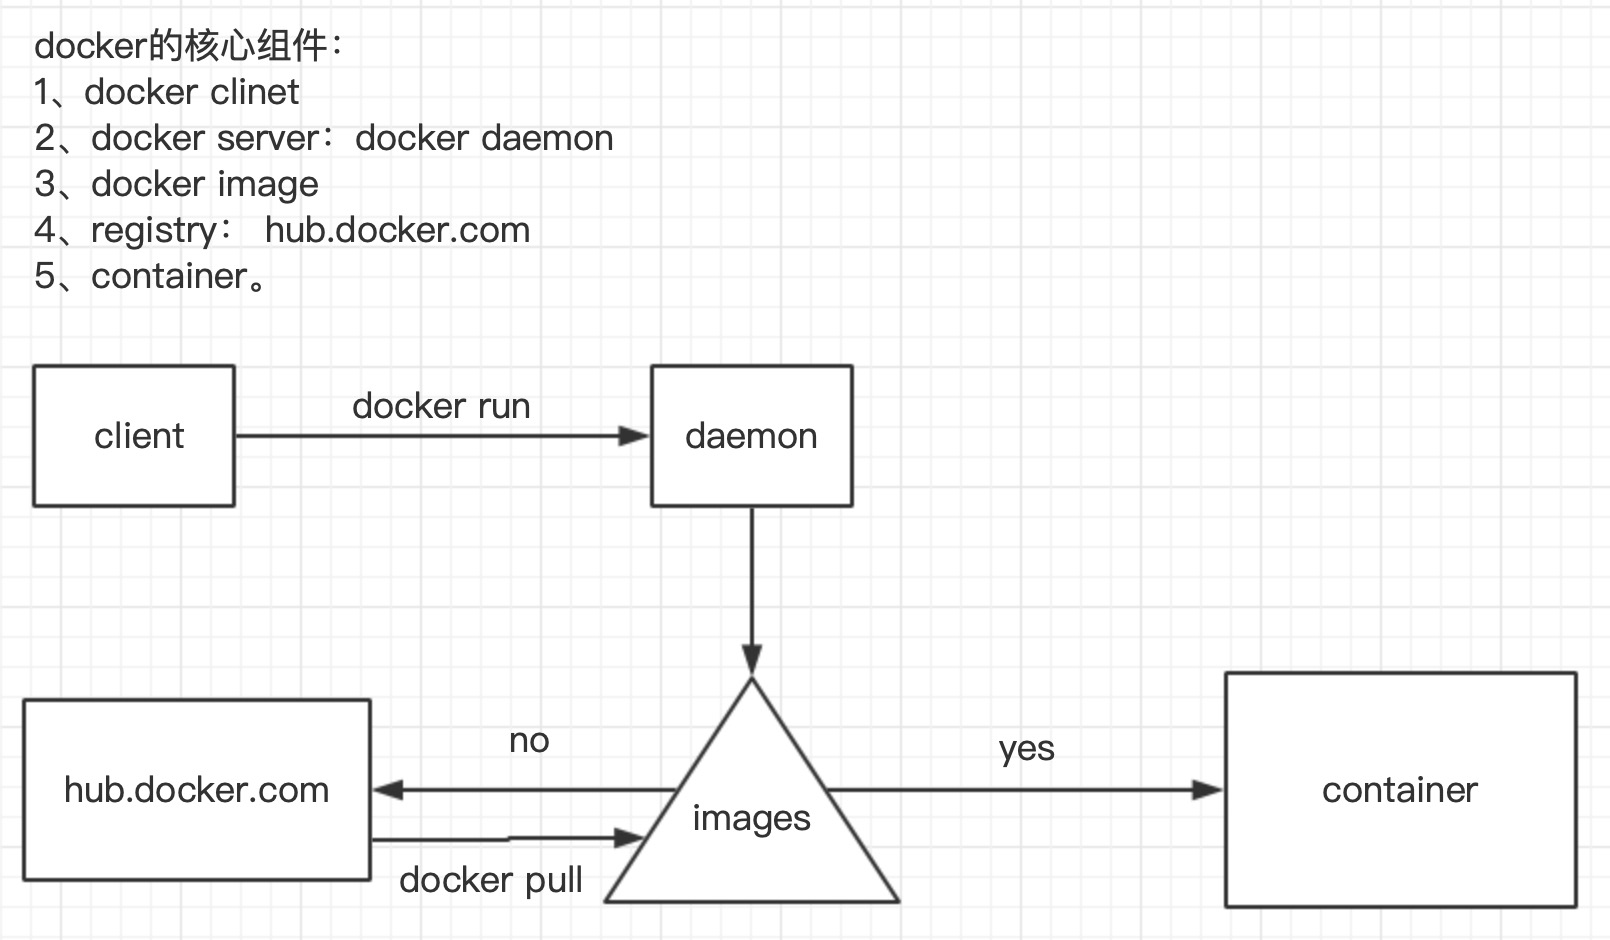 docker的核心组件：
1、docker clinet
2、docker server：docker daemon
3、docker image
4、registry： hub.docker.com
5、container。
client
docker run
daemon
no
yes
hub.docker.com
images
container
docker pull